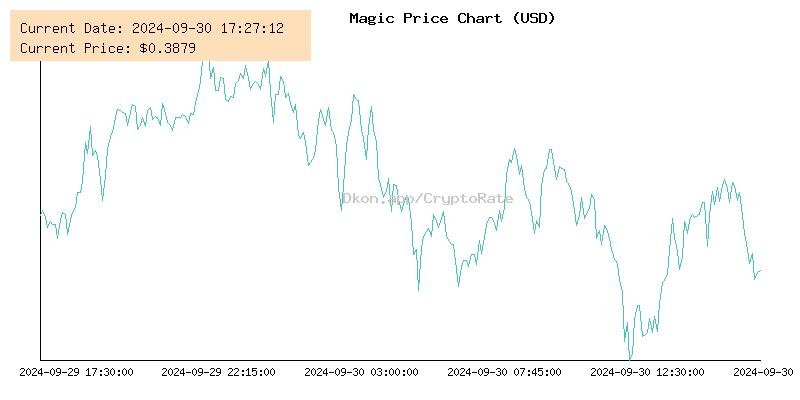 Magic Price Chart (USD)
Current Date: 2024-09-30 17:27:12
Current Price: $0.3879
Dkon.app/CryptoRate
2024-09-29 17:30:00 2024-09-29 22:15:00 2024-09-30 03:00:00 2024-09-30 07:45:00 2024-09-30 12:30:00 2024-09-30